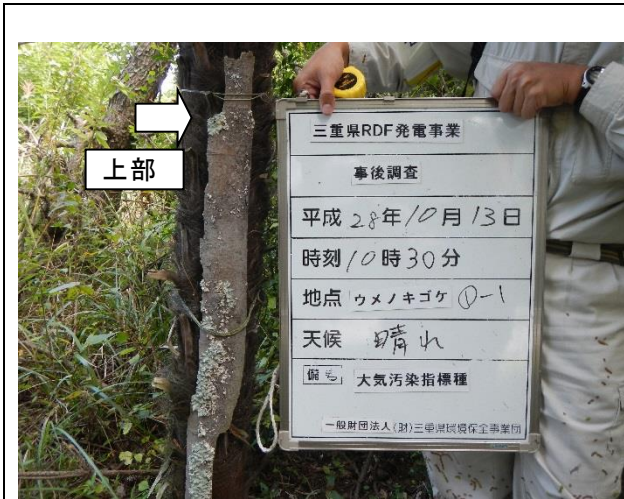 上部
三重県RDF発電事業
事後調査
平成 28年10月13日
時刻 10時30分
地点 ウメノキゴケ ①-1
天候 晴れ
備考 大気汚染指標種
一般財団法人 (財)三重県環境保全事業団